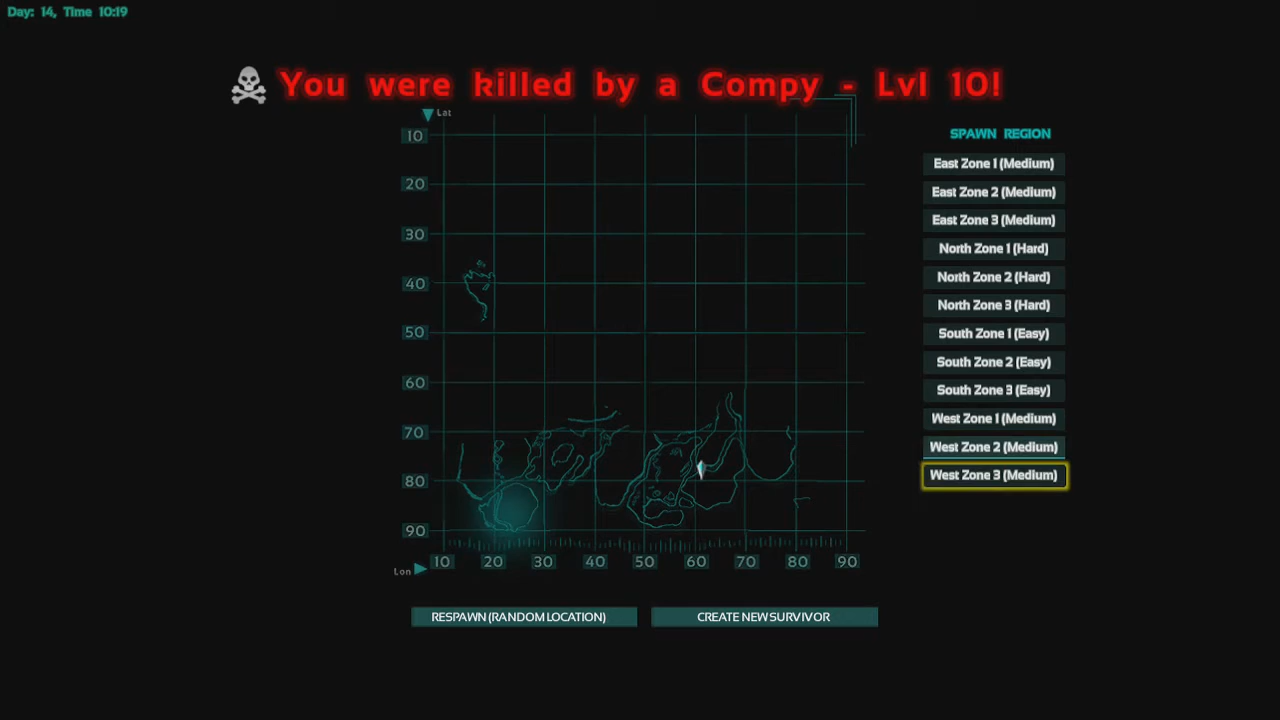 Day: 14, Time 10:19
You were killed by a Compy - Lvl 10!
Lat
10
20
30
40
50
60
70
80
90
Lon
10 20 30 40 50 60 70 80 90
SPAWN REGION
East Zone 1 (Medium)
East Zone 2 (Medium)
East Zone 3 (Medium)
North Zone 1 (Hard)
North Zone 2 (Hard)
North Zone 3 (Hard)
South Zone 1 (Easy)
South Zone 2 (Easy)
South Zone 3 (Easy)
West Zone 1 (Medium)
West Zone 2 (Medium)
West Zone 3 (Medium)
RESPAWN (RANDOM LOCATION)
CREATE NEW SURVIVOR